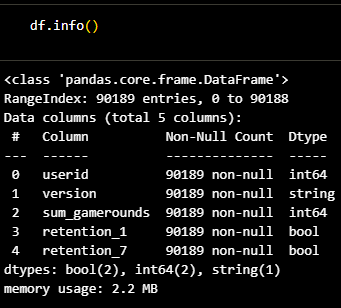 df.info()
<class 'pandas.core.frame.DataFrame'>
RangeIndex: 90189 entries, 0 to 90188
Data columns (total 5 columns):
 #   Column          Non-Null Count  Dtype
---  ------          --------------  -----
 0   userid          90189 non-null  int64
 1   version         90189 non-null  string
 2   sum_gamerounds  90189 non-null  int64
 3   retention_1     90189 non-null  bool
 4   retention_7     90189 non-null  bool
dtypes: bool(2), int64(2), string(1)
memory usage: 2.2 MB